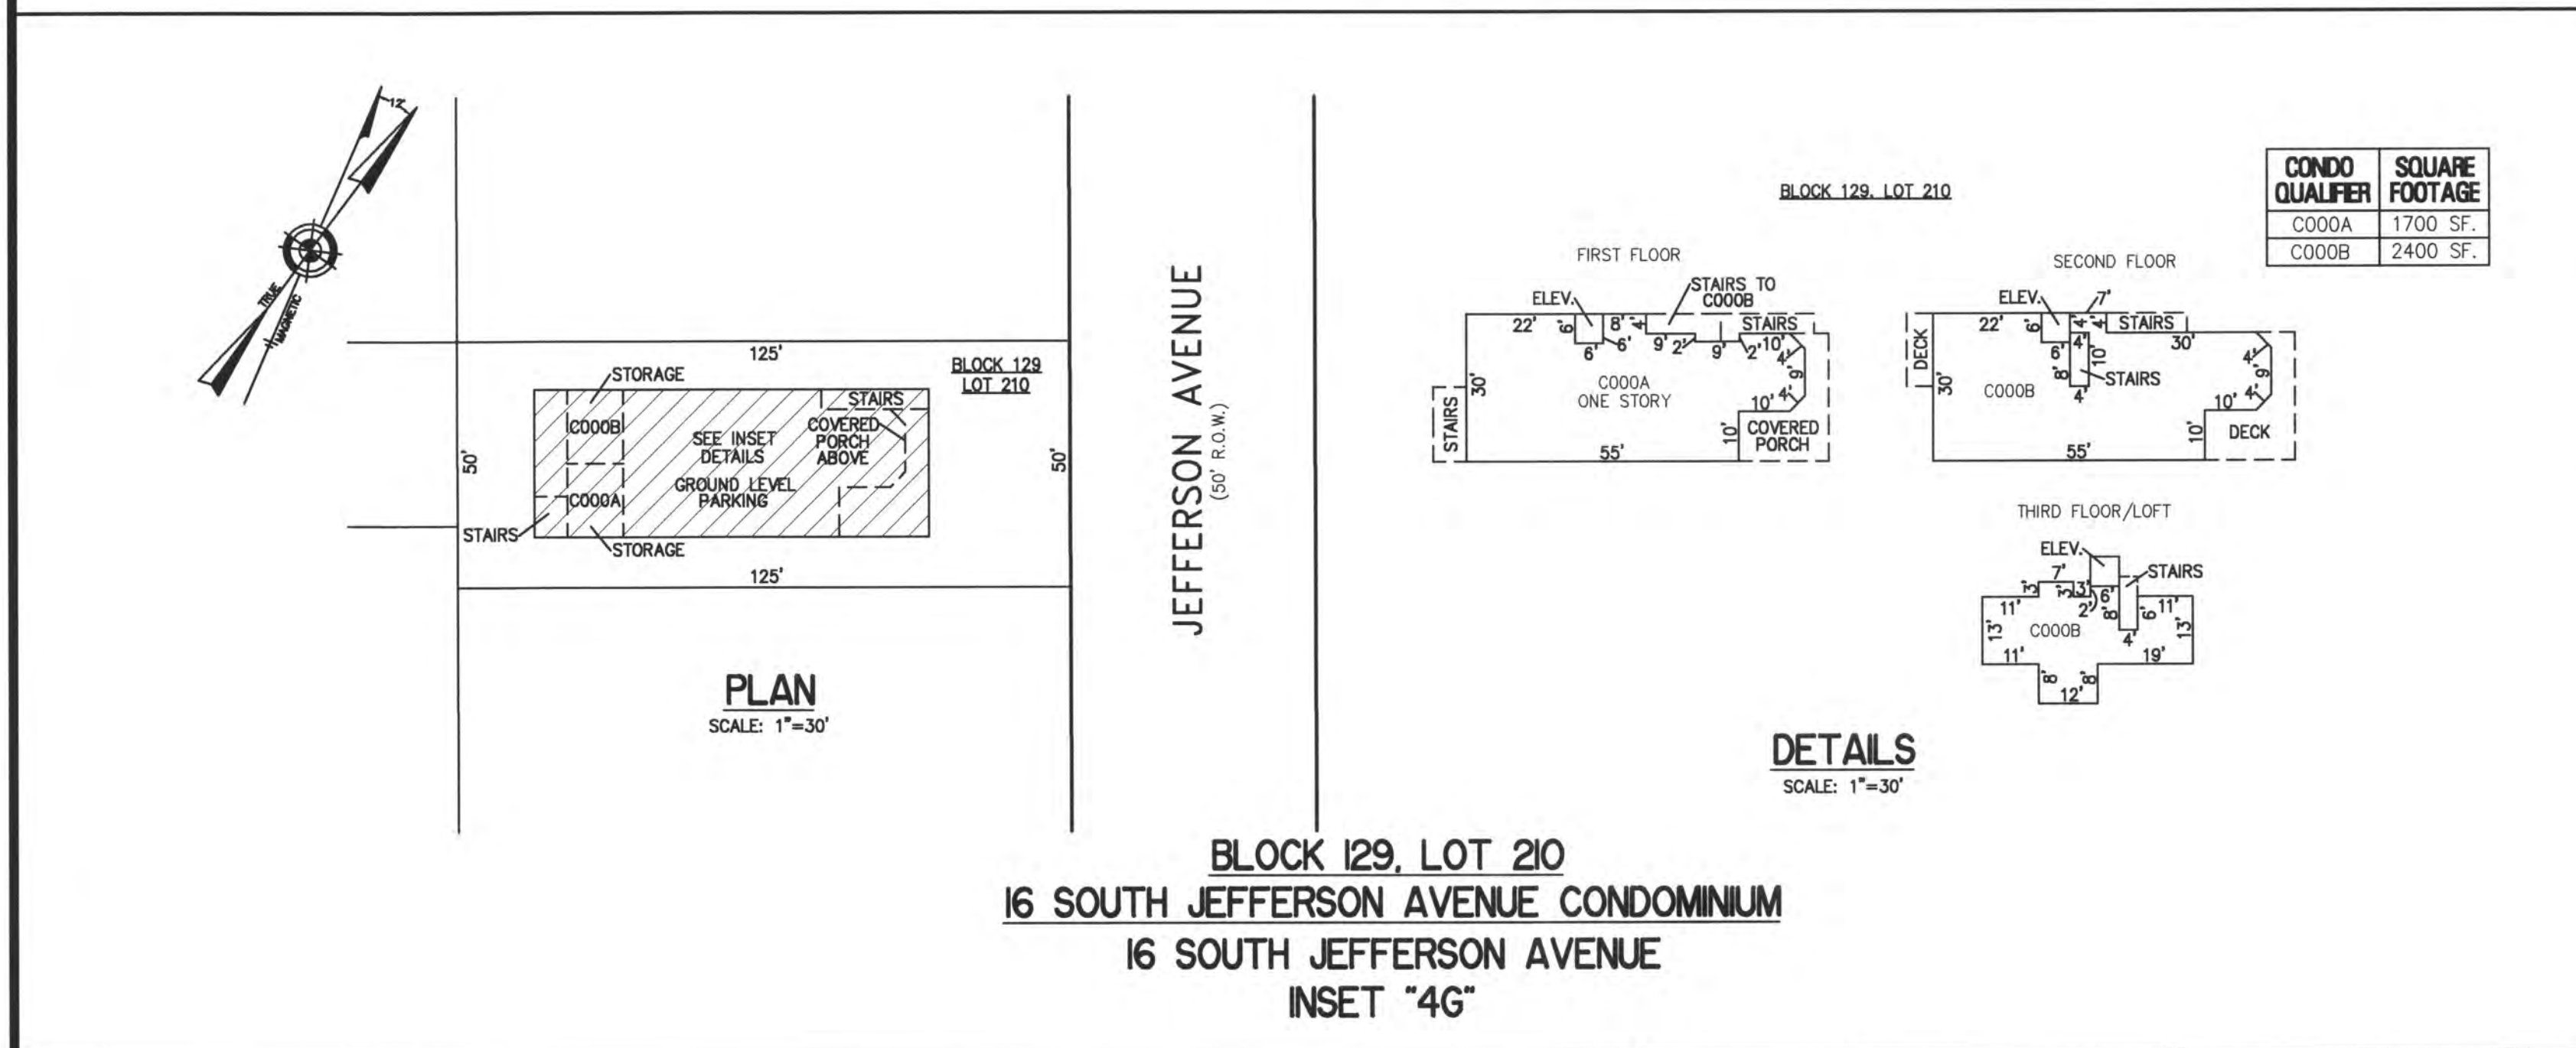 12°
TRUE
MAGNETIC
125'
BLOCK 129
LOT 210
STORAGE
STAIRS
C000B
SEE INSET
DETAILS
COVERED
PORCH
ABOVE
50'
50'
GROUND LEVEL
PARKING
C000A
STAIRS
STORAGE
125'
PLAN
SCALE: 1"=30'
JEFFERSON AVENUE
(50' R.O.W.)
BLOCK 129, LOT 210
CONDO
QUALIFIER
SQUARE
FOOTAGE
C000A
1700 SF.
C000B
2400 SF.
FIRST FLOOR
ELEV.
STAIRS TO
C000B
22'
6'
8'
4'
STAIRS
6'
6'
9'
2'
9'
2'
10'
4'
9'
30'
C000A
ONE STORY
10'
4'
STAIRS
10'
COVERED
PORCH
55'
SECOND FLOOR
ELEV.
7'
22'
6'
4'
4'
STAIRS
DECK
6'
4'
10'
30'
4'
9'
30'
8'
STAIRS
C000B
4'
10'
4'
10'
DECK
55'
THIRD FLOOR/LOFT
ELEV.
STAIRS
7'
3'
3'
3'
6'
11'
2'
8'
6'
11'
13'
C000B
4'
13'
11'
19'
8'
8'
12'
DETAILS
SCALE: 1"=30'
BLOCK 129, LOT 210
16 SOUTH JEFFERSON AVENUE CONDOMINIUM
16 SOUTH JEFFERSON AVENUE
INSET "4G"